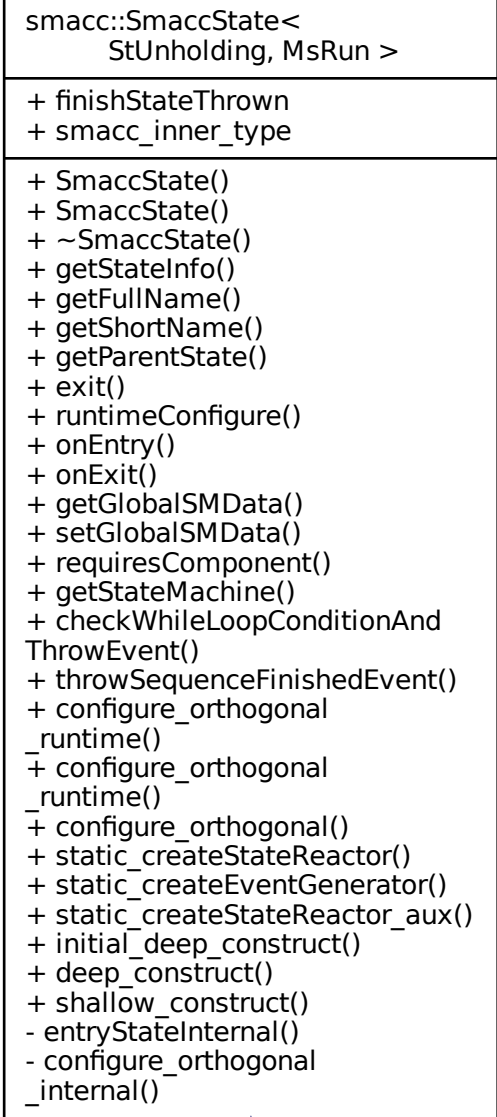 smacc::SmaccState<
StUnholding, MsRun >
+ finishStateThrown
+ smacc_inner_type
+ SmaccState()
+ SmaccState()
+ ~SmaccState()
+ getStateInfo()
+ getFullName()
+ getShortName()
+ getParentState()
+ exit()
+ runtimeConfigure()
+ onEntry()
+ onExit()
+ getGlobalSMData()
+ setGlobalSMData()
+ requiresComponent()
+ getStateMachine()
+ checkWhileLoopConditionAnd
ThrowEvent()
+ throwSequenceFinishedEvent()
+ configure_orthogonal
_runtime()
+ configure_orthogonal
_runtime()
+ configure_orthogonal()
+ static_createStateReactor()
+ static_createEventGenerator()
+ static_createStateReactor_aux()
+ initial_deep_construct()
+ deep_construct()
+ shallow_construct()
- entryStateInternal()
- configure_orthogonal
_internal()